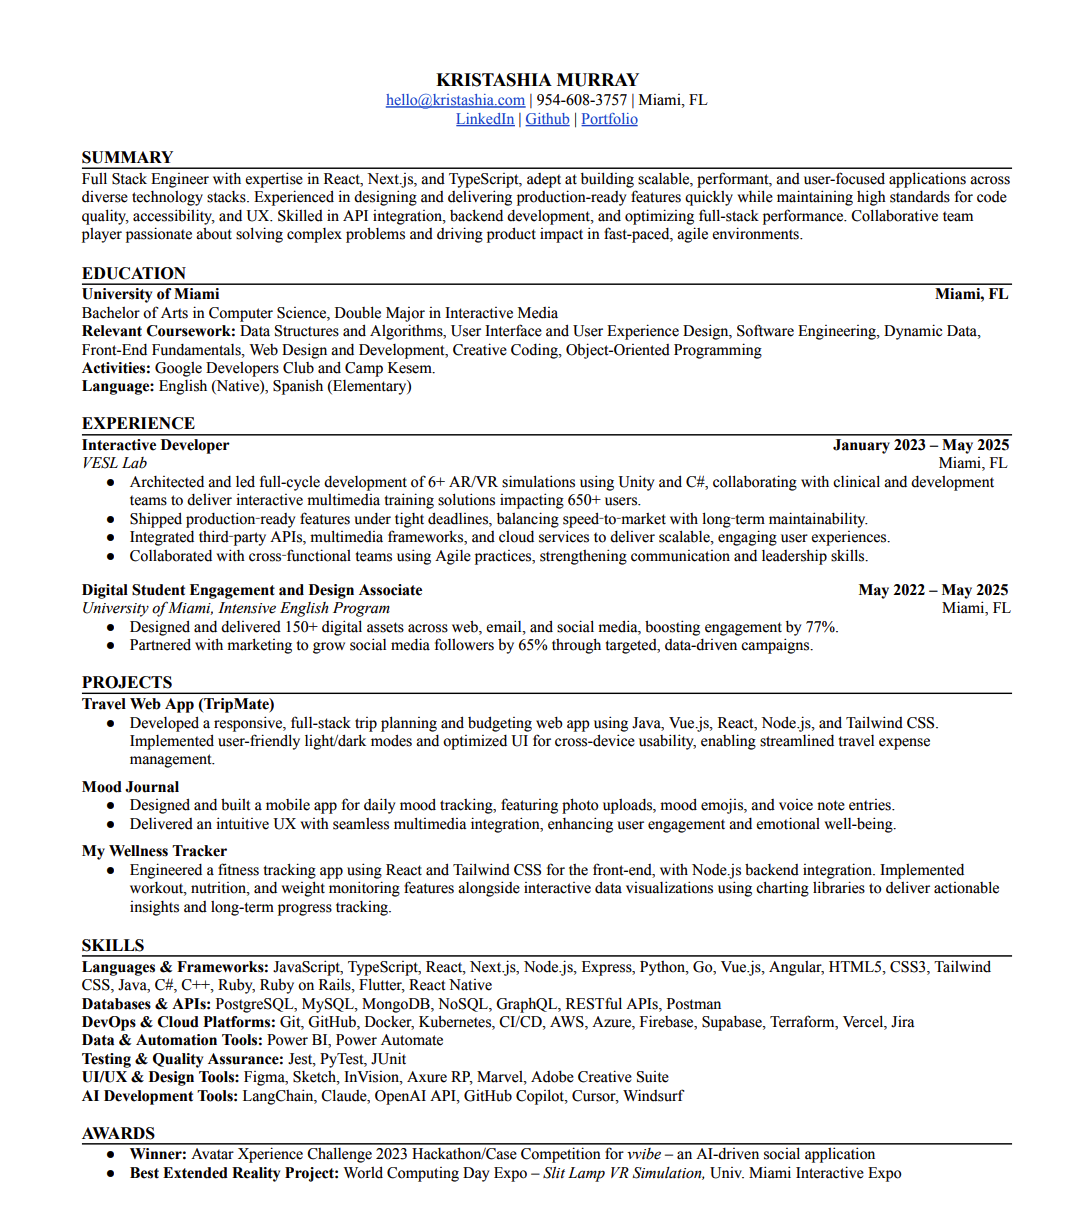 KRISTASHIA MURRAY
hello@kristashia.com | 954-608-3757 | Miami, FL
LinkedIn | Github | Portfolio
SUMMARY
Full Stack Engineer with expertise in React, Next.js, and TypeScript, adept at building scalable, performant, and user-focused applications across
diverse technology stacks. Experienced in designing and delivering production-ready features quickly while maintaining high standards for code
quality, accessibility, and UX. Skilled in API integration, backend development, and optimizing full-stack performance. Collaborative team
player passionate about solving complex problems and driving product impact in fast-paced, agile environments.
EDUCATION
University of Miami Miami, FL
Bachelor of Arts in Computer Science, Double Major in Interactive Media
Relevant Coursework: Data Structures and Algorithms, User Interface and User Experience Design, Software Engineering, Dynamic Data,
Front-End Fundamentals, Web Design and Development, Creative Coding, Object-Oriented Programming
Activities: Google Developers Club and Camp Kesem.
Language: English (Native), Spanish (Elementary)
EXPERIENCE
Interactive Developer January 2023 – May 2025
VESL Lab Miami, FL
● Architected and led full-cycle development of 6+ AR/VR simulations using Unity and C#, collaborating with clinical and development
teams to deliver interactive multimedia training solutions impacting 650+ users.
● Shipped production-ready features under tight deadlines, balancing speed-to-market with long-term maintainability.
● Integrated third-party APIs, multimedia frameworks, and cloud services to deliver scalable, engaging user experiences.
● Collaborated with cross-functional teams using Agile practices, strengthening communication and leadership skills.
Digital Student Engagement and Design Associate May 2022 – May 2025
University of Miami, Intensive English Program Miami, FL
● Designed and delivered 150+ digital assets across web, email, and social media, boosting engagement by 77%.
● Partnered with marketing to grow social media followers by 65% through targeted, data-driven campaigns.
PROJECTS
Travel Web App (TripMate)
● Developed a responsive, full-stack trip planning and budgeting web app using Java, Vue.js, React, Node.js, and Tailwind CSS.
Implemented user-friendly light/dark modes and optimized UI for cross-device usability, enabling streamlined travel expense
management.
Mood Journal
● Designed and built a mobile app for daily mood tracking, featuring photo uploads, mood emojis, and voice note entries.
● Delivered an intuitive UX with seamless multimedia integration, enhancing user engagement and emotional well-being.
My Wellness Tracker
● Engineered a fitness tracking app using React and Tailwind CSS for the front-end, with Node.js backend integration. Implemented
workout, nutrition, and weight monitoring features alongside interactive data visualizations using charting libraries to deliver actionable
insights and long-term progress tracking.
SKILLS
Languages & Frameworks: JavaScript, TypeScript, React, Next.js, Node.js, Express, Python, Go, Vue.js, Angular, HTML5, CSS3, Tailwind
CSS, Java, C#, C++, Ruby, Ruby on Rails, Flutter, React Native
Databases & APIs: PostgreSQL, MySQL, MongoDB, NoSQL, GraphQL, RESTful APIs, Postman
DevOps & Cloud Platforms: Git, GitHub, Docker, Kubernetes, CI/CD, AWS, Azure, Firebase, Supabase, Terraform, Vercel, Jira
Data & Automation Tools: Power BI, Power Automate
Testing & Quality Assurance: Jest, PyTest, JUnit
UI/UX & Design Tools: Figma, Sketch, InVision, Axure RP, Marvel, Adobe Creative Suite
AI Development Tools: LangChain, Claude, OpenAI API, GitHub Copilot, Cursor, Windsurf
AWARDS
● Winner: Avatar Xperience Challenge 2023 Hackathon/Case Competition for vvibe – an AI-driven social application
● Best Extended Reality Project: World Computing Day Expo – Slit Lamp VR Simulation, Univ. Miami Interactive Expo